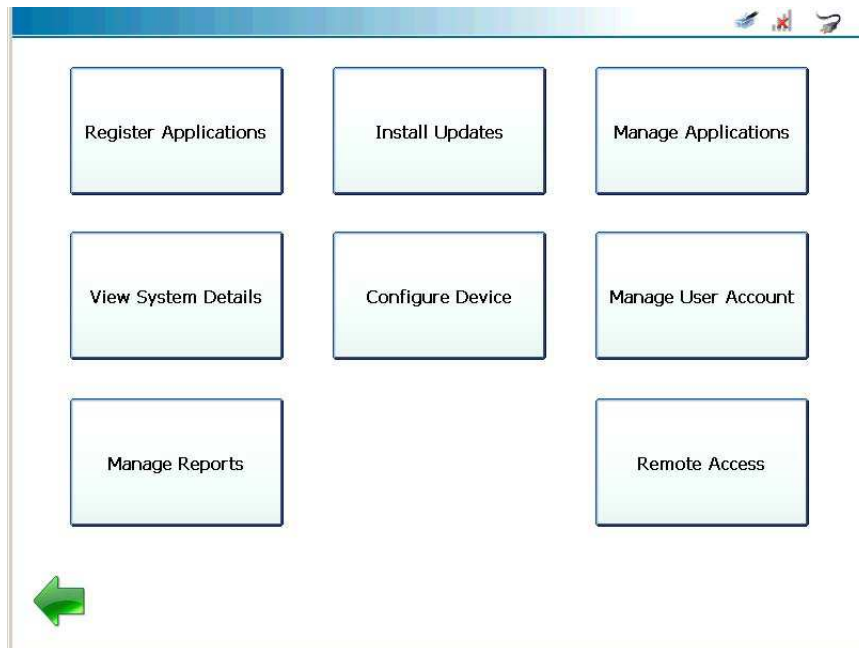 Register Applications
Install Updates
Manage Applications
View System Details
Configure Device
Manage User Account
Manage Reports
Remote Access